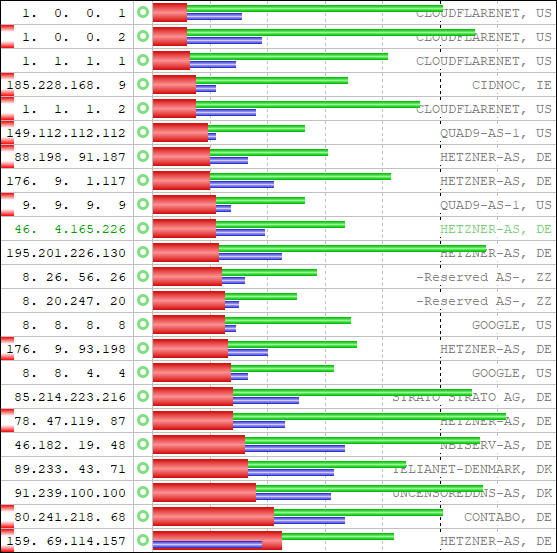 1. 0. 0. 1 CLOUDFLARENET, US
1. 0. 0. 2 CLOUDFLARENET, US
1. 1. 1. 1 CLOUDFLARENET, US
185.228.168. 9 CIDNOC, IE
1. 1. 1. 2 CLOUDFLARENET, US
149.112.112.112 QUAD9-AS-1, US
88.198. 91.187 HETZNER-AS, DE
176. 9. 1.117 HETZNER-AS, DE
9. 9. 9. 9 QUAD9-AS-1, US
46. 4.165.226 HETZNER-AS, DE
195.201.226.130 HETZNER-AS, DE
8. 26. 56. 26 -Reserved AS-, ZZ
8. 20.247. 20 -Reserved AS-, ZZ
8. 8. 8. 8 GOOGLE, US
176. 9. 93.198 HETZNER-AS, DE
8. 8. 4. 4 GOOGLE, US
85.214.223.216 STRATO STRATO AG, DE
78. 47.119. 87 HETZNER-AS, DE
46.182. 19. 48 NBISERV-AS, DE
89.233. 43. 71 TELIANET-DENMARK, DK
91.239.100.100 UNCENSOREDDNS-AS, DK
80.241.218. 68 CONTABO, DE
159. 69.114.157 HETZNER-AS, DE